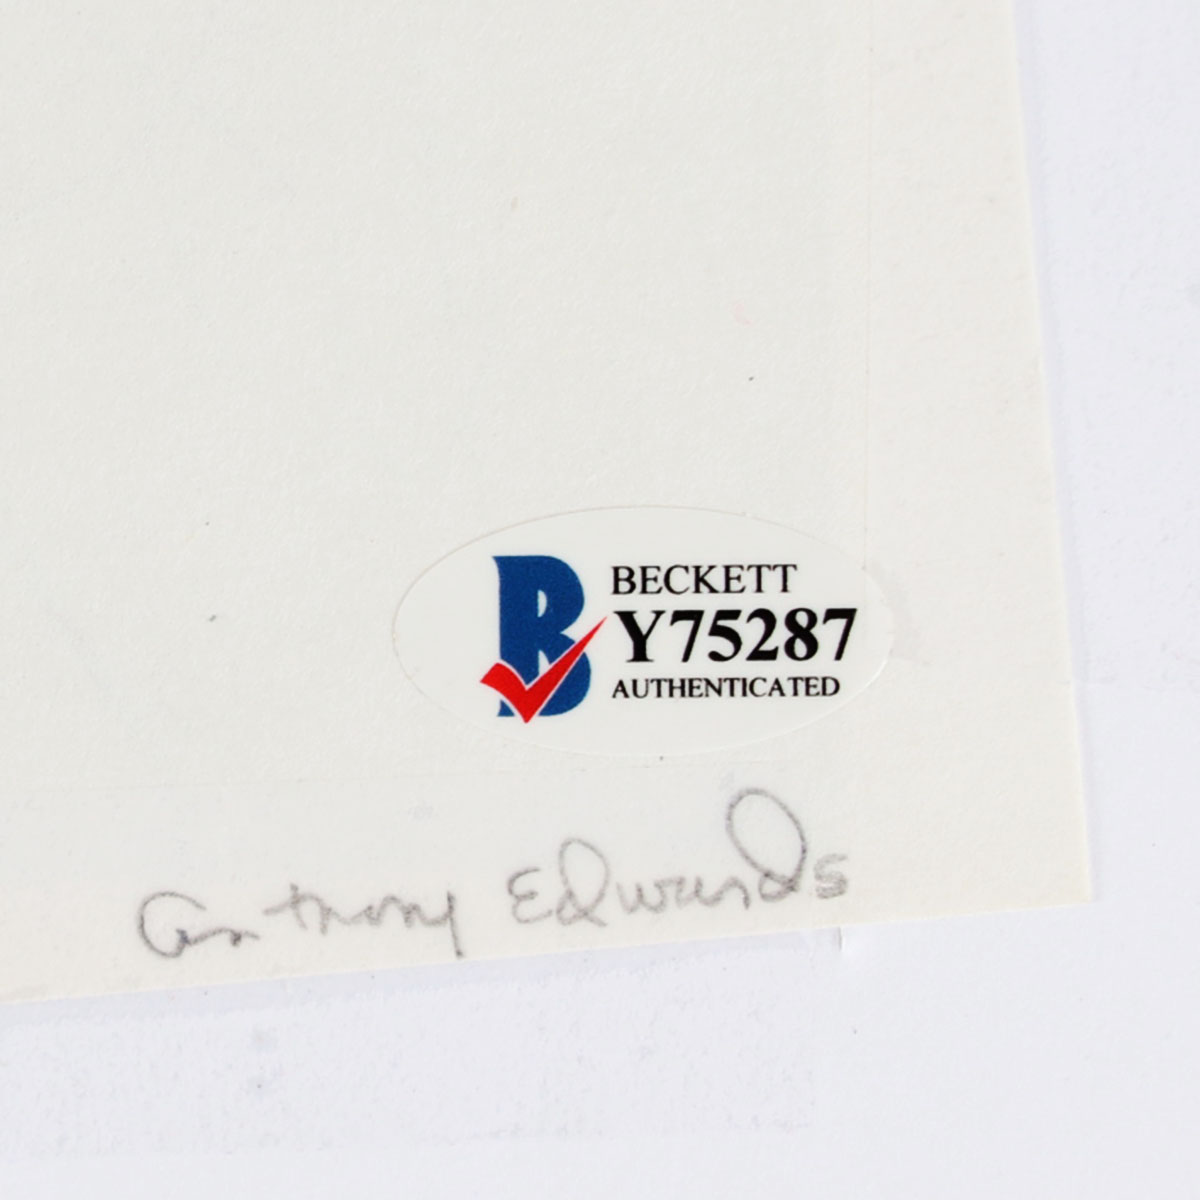 BECKETT
Y75287
AUTHENTICATED
Anthony Edwards